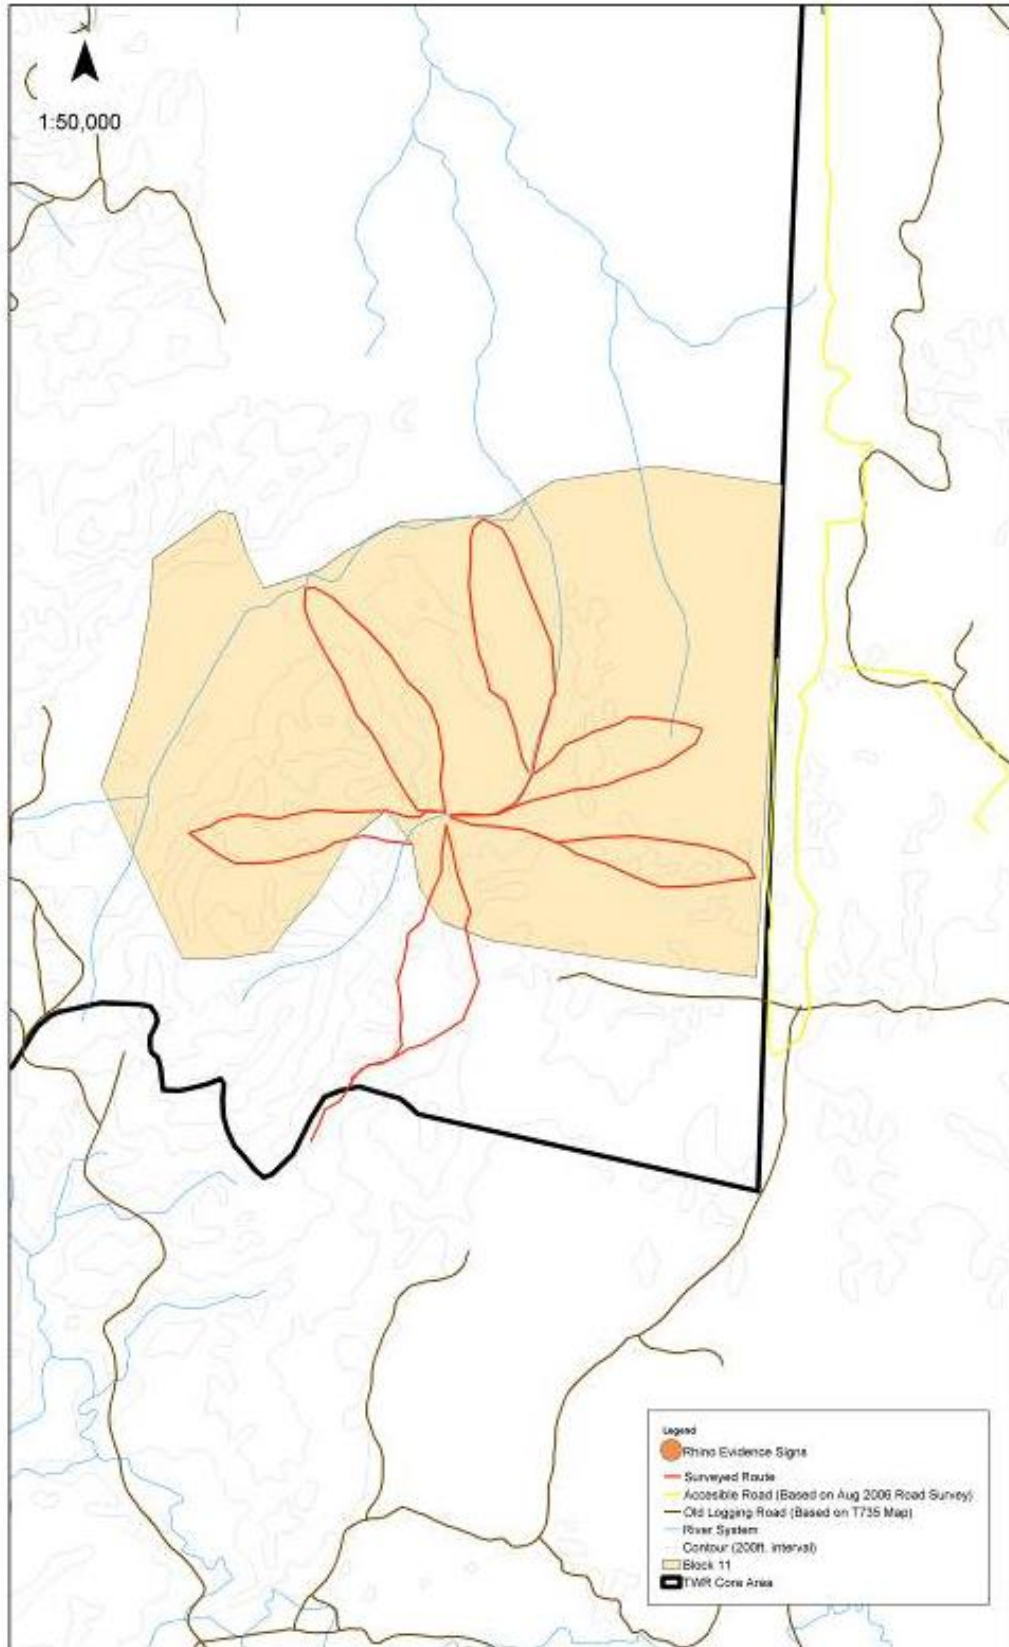 1:50,000
Legend
Rhino Evidence Signs
Surveyed Route
Accesible Road (Based on Aug 2006 Road Survey)
Old Logging Road (Based on T735 Map)
River System
Contour (200ft. interval)
Block 11
TWR Core Area